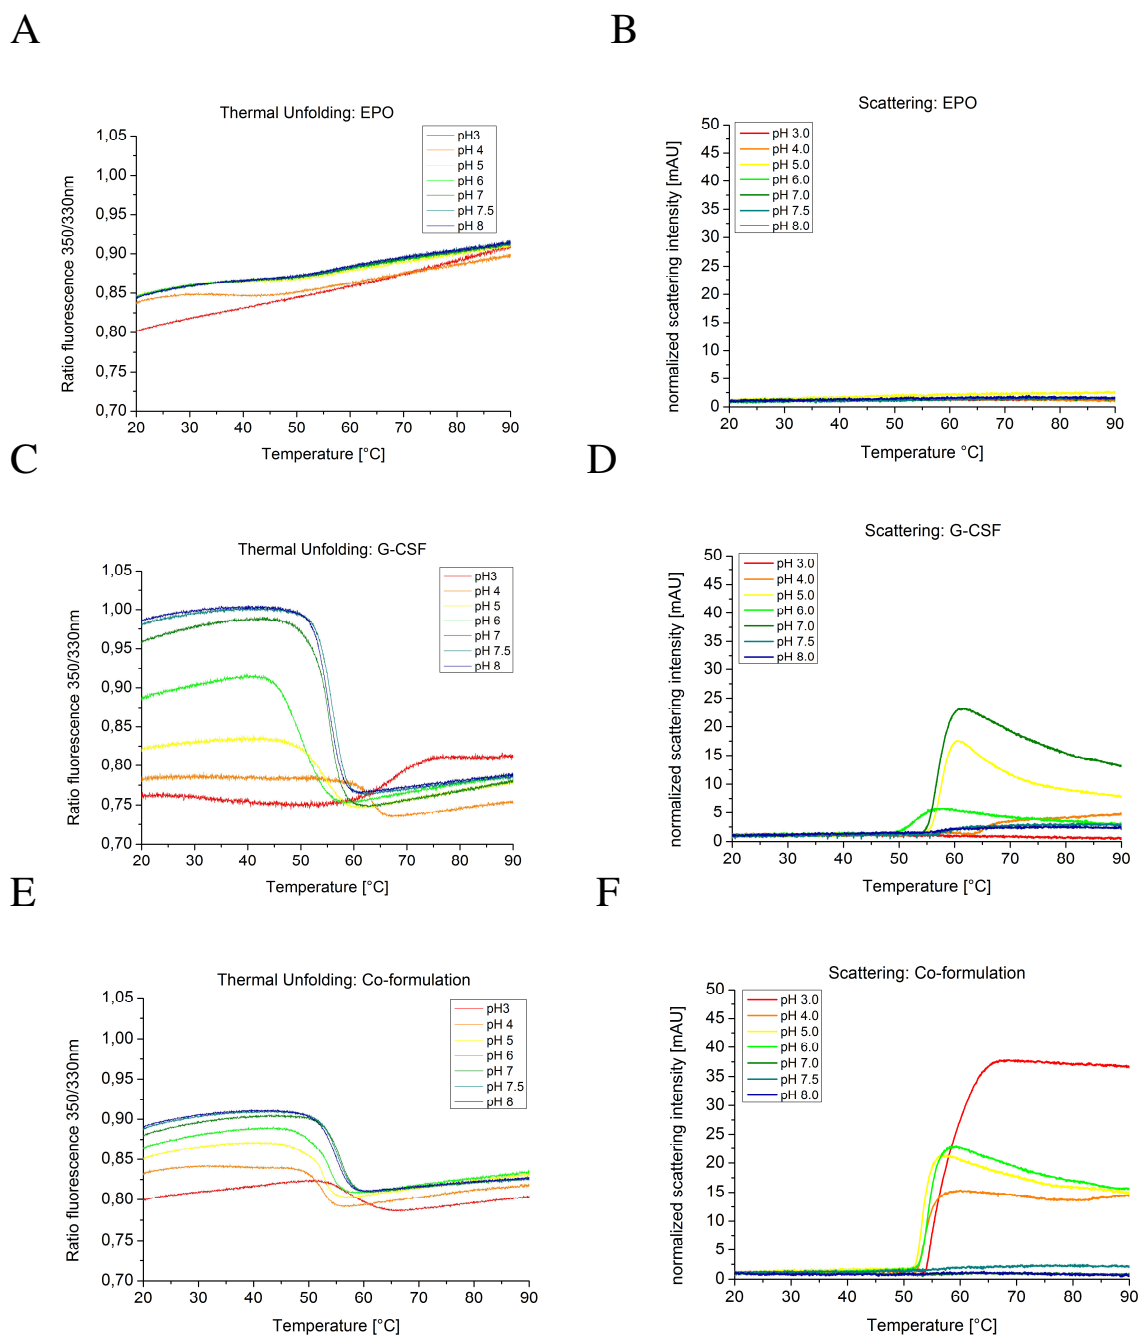 A
Thermal Unfolding: EPO
Ratio fluorescence 350/330nm
1,05
1,00
0,95
0,90
0,85
0,80
0,75
0,70
pH3
pH 4
pH 5
pH 6
pH 7
pH 7.5
pH 8
20 30 40 50 60 70 80 90
Temperature [°C]
B
Scattering: EPO
normalized scattering intensity [mAU]
50
45
40
35
30
25
20
15
10
5
0
pH 3.0
pH 4.0
pH 5.0
pH 6.0
pH 7.0
pH 7.5
pH 8.0
20 30 40 50 60 70 80 90
Temperature °C]
C
Thermal Unfolding: G-CSF
Ratio fluorescence 350/330nm
1,05
1,00
0,95
0,90
0,85
0,80
0,75
0,70
pH3
pH 4
pH 5
pH 6
pH 7
pH 7.5
pH 8
20 30 40 50 60 70 80 90
Temperature [°C]
D
Scattering: G-CSF
normalized scattering intensity [mAU]
50
45
40
35
30
25
20
15
10
5
0
pH 3.0
pH 4.0
pH 5.0
pH 6.0
pH 7.0
pH 7.5
pH 8.0
20 30 40 50 60 70 80 90
Temperature [°C]
E
Thermal Unfolding: Co-formulation
Ratio fluorescence 350/330nm
1,05
1,00
0,95
0,90
0,85
0,80
0,75
0,70
pH3
pH 4
pH 5
pH 6
pH 7
pH 7.5
pH 8
20 30 40 50 60 70 80 90
Temperature [°C]
F
Scattering: Co-formulation
normalized scattering intensity [mAU]
50
45
40
35
30
25
20
15
10
5
0
pH 3.0
pH 4.0
pH 5.0
pH 6.0
pH 7.0
pH 7.5
pH 8.0
20 30 40 50 60 70 80 90
Temperature [°C]